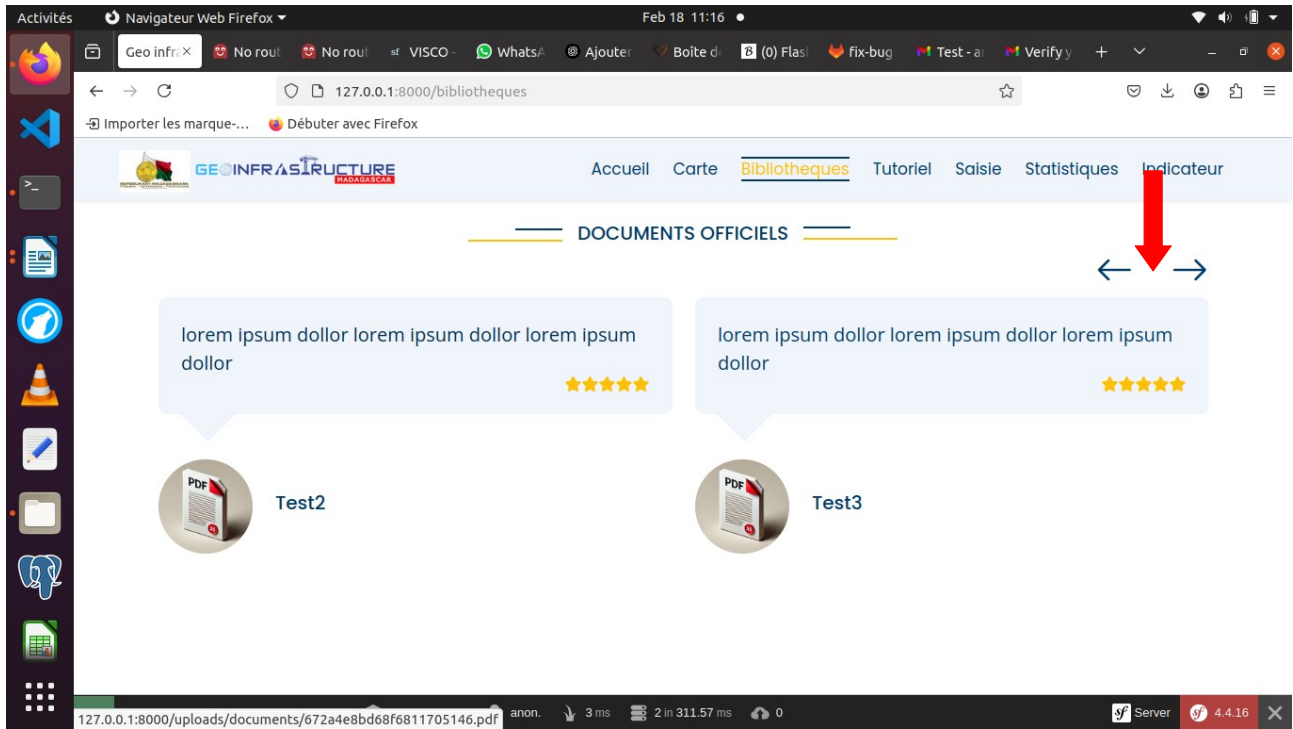 Activités Navigateur Web Firefox Feb 18 11:16
Geo infra No rout No rout sf VISCO - WhatsA Ajouter Boîte d (0) Flas fix-bug Test - a Verify y
127.0.0.1:8000/bibliotheques
Importer les marque-... Débuter avec Firefox
GEOINFRASTRUCTURE
MADAGASCAR
Accueil Carte Bibliotheques Tutoriel Saisie Statistiques Indicateur
DOCUMENTS OFFICIELS
lorem ipsum dollor lorem ipsum dollor lorem ipsum
dollor
lorem ipsum dollor lorem ipsum dollor lorem ipsum
dollor
PDF
Test2
PDF
Test3
127.0.0.1:8000/uploads/documents/672a4e8bd68f6811705146.pdf anon. 3 ms 2 in 311.57 ms 0 sf Server sf 4.4.16